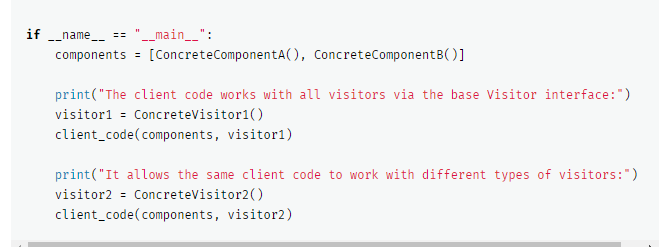 if __name__ == "__main__":
    components = [ConcreteComponentA(), ConcreteComponentB()]

    print("The client code works with all visitors via the base Visitor interface:")
    visitor1 = ConcreteVisitor1()
    client_code(components, visitor1)

    print("It allows the same client code to work with different types of visitors:")
    visitor2 = ConcreteVisitor2()
    client_code(components, visitor2)